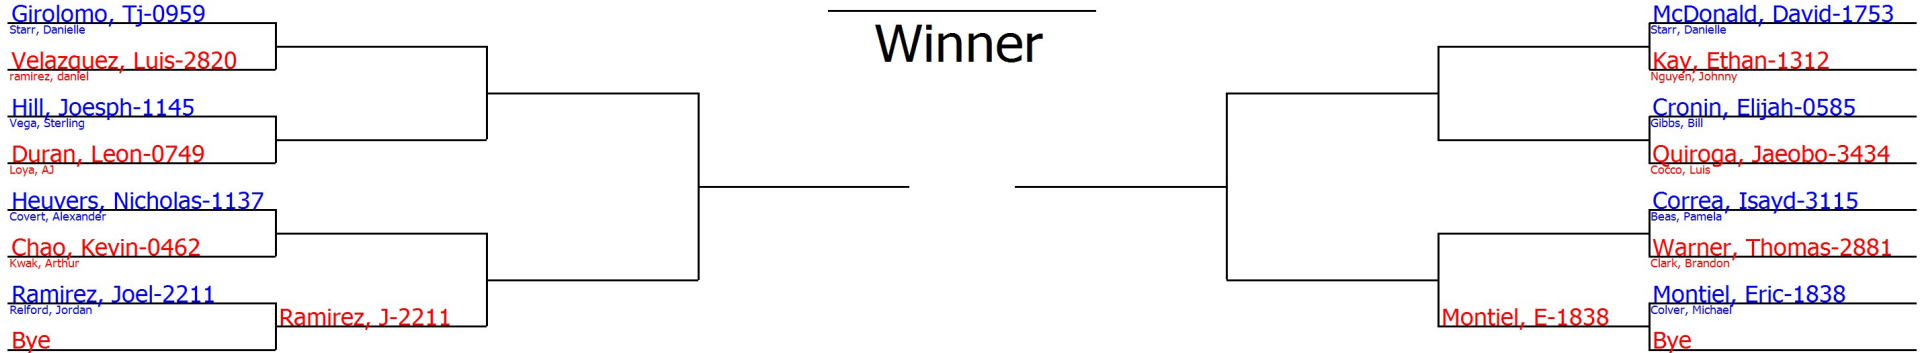 Girolomo, Tj-0959
Starr, Danielle
Velazquez, Luis-2820
ramirez, daniel
Hill, Joesph-1145
Vega, Sterling
Duran, Leon-0749
Loya, AJ
Heuvers, Nicholas-1137
Covert, Alexander
Chao, Kevin-0462
Kwak, Arthur
Ramirez, Joel-2211
Relford, Jordan
Bye
Ramirez, J-2211
Winner
McDonald, David-1753
Starr, Danielle
Kay, Ethan-1312
Nguyen, Johnny
Cronin, Elijah-0585
Gibbs, Bill
Quiroga, Jaeobo-3434
Cocco, Luis
Correa, Isayd-3115
Beas, Pamela
Warner, Thomas-2881
Clark, Brandon
Montiel, Eric-1838
Colver, Michael
Bye
Montiel, E-1838